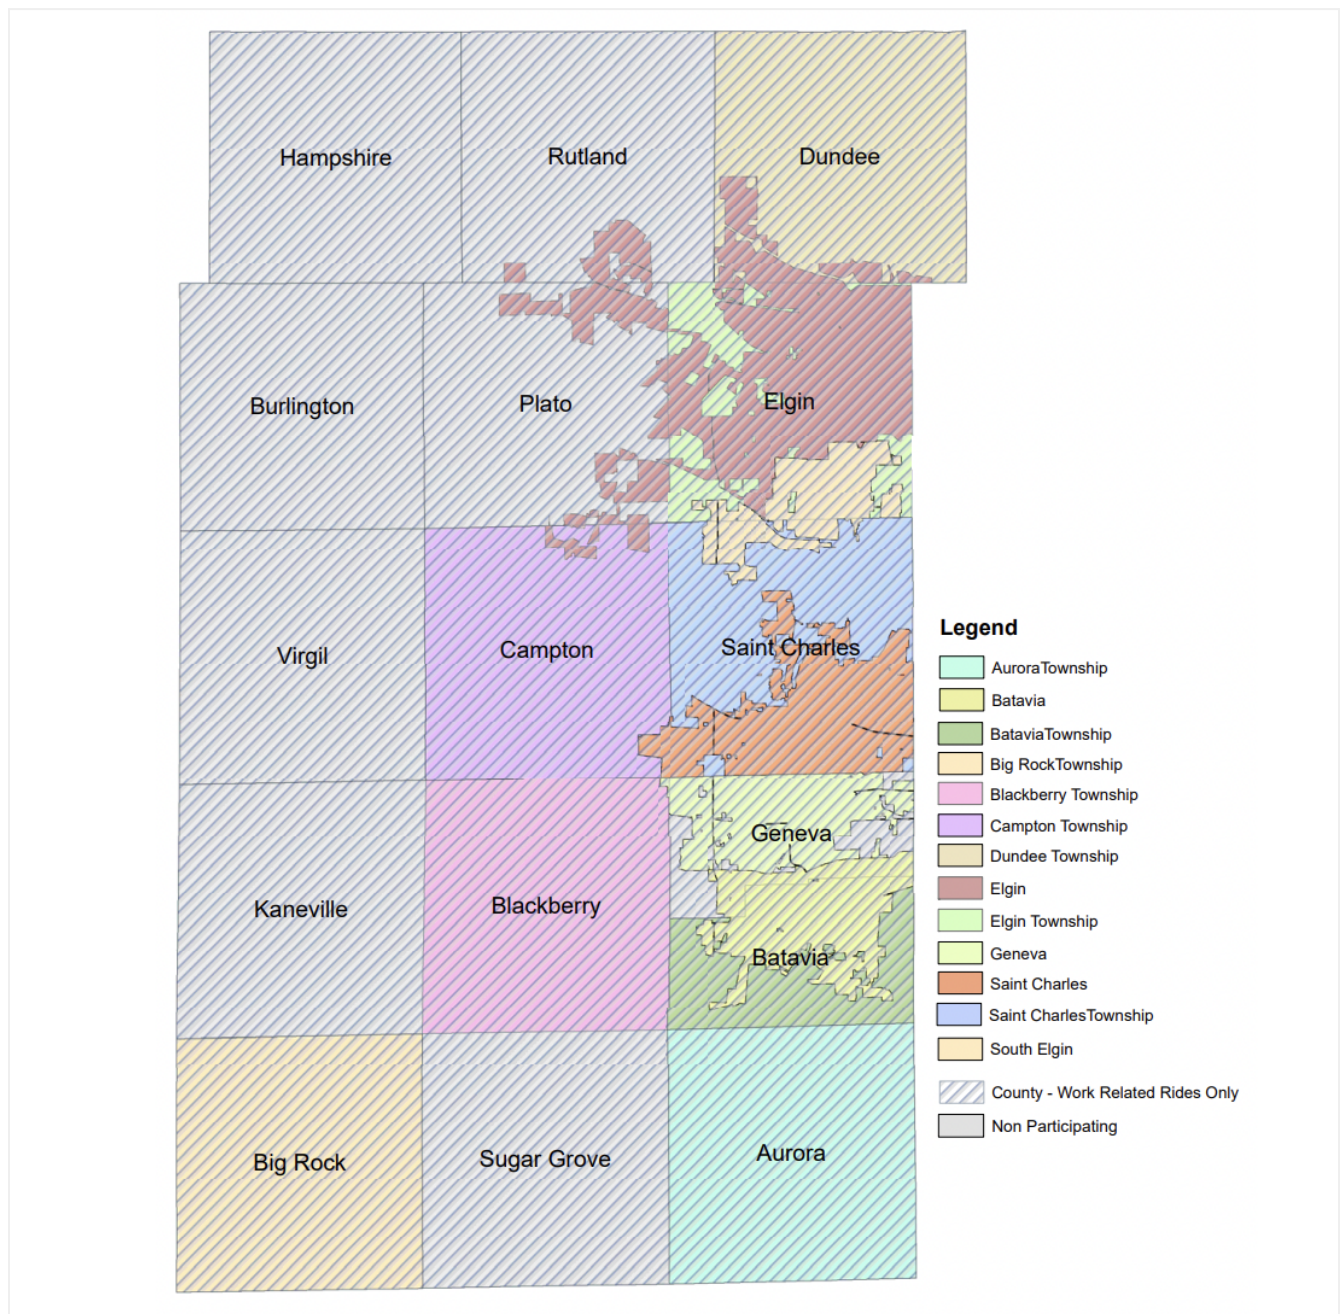 Hampshire
Rutland
Dundee
Burlington
Plato
Elgin
Virgil
Campton
Saint Charles
Kaneville
Blackberry
Geneva
Batavia
Big Rock
Sugar Grove
Aurora
Legend
AuroraTownship
Batavia
BataviaTownship
Big RockTownship
Blackberry Township
Campton Township
Dundee Township
Elgin
Elgin Township
Geneva
Saint Charles
Saint CharlesTownship
South Elgin
County - Work Related Rides Only
Non Participating